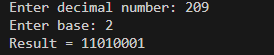 Enter decimal number: 209
Enter base: 2
Result = 11010001